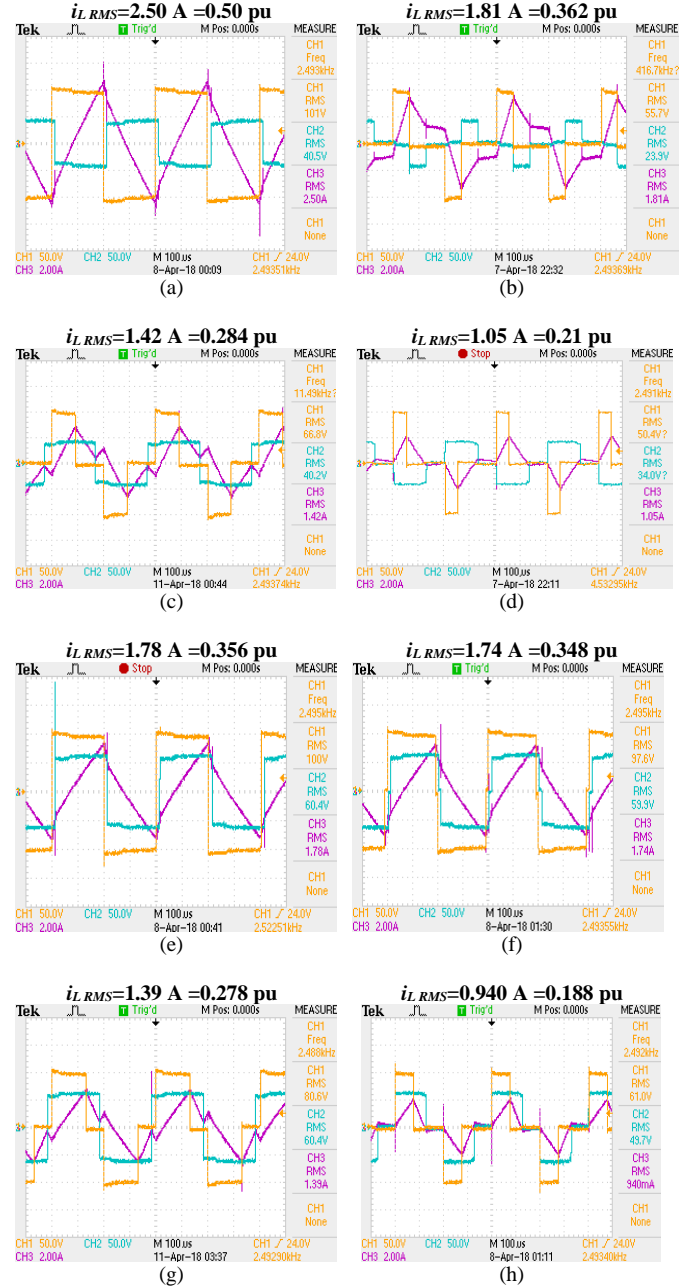 iL RMS=2.50 A =0.50 pu
Tek Trig'd M Pos: 0.000s MEASURE
CH1
Freq
2.493kHz
CH1
RMS
101V
CH2
RMS
40.5V
CH3
RMS
2.50A
CH1
None
CH1 50.0V CH2 50.0V M 100µs CH1 / 24.0V
CH3 2.00A 8-Apr-18 00:09 2.49351kHz
(a)
iL RMS=1.81 A =0.362 pu
Tek Trig'd M Pos: 0.000s MEASURE
CH1
Freq
416.7kHz?
CH1
RMS
55.7V
CH2
RMS
23.9V
CH3
RMS
1.81A
CH1
None
CH1 50.0V CH2 50.0V M 100µs CH1 / 24.0V
CH3 2.00A 7-Apr-18 22:32 2.49369kHz
(b)
iL RMS=1.42 A =0.284 pu
Tek Trig'd M Pos: 0.000s MEASURE
CH1
Freq
11.49kHz?
CH1
RMS
66.8V
CH2
RMS
40.2V
CH3
RMS
1.42A
CH1
None
CH1 50.0V CH2 50.0V M 100µs CH1 / 24.0V
CH3 2.00A 11-Apr-18 00:44 2.49374kHz
(c)
iL RMS=1.05 A =0.21 pu
Tek Stop M Pos: 0.000s MEASURE
CH1
Freq
2.491kHz
CH1
RMS
50.4V?
CH2
RMS
34.0V?
CH3
RMS
1.05A
CH1
None
CH1 50.0V CH2 50.0V M 100µs CH1 / 24.0V
CH3 2.00A 7-Apr-18 22:11 4.53295kHz
(d)
iL RMS=1.78 A =0.356 pu
Tek Stop M Pos: 0.000s MEASURE
CH1
Freq
2.495kHz
CH1
RMS
100V
CH2
RMS
60.4V
CH3
RMS
1.78A
CH1
None
CH1 50.0V CH2 50.0V M 100µs CH1 / 24.0V
CH3 2.00A 8-Apr-18 00:41 2.52251kHz
(e)
iL RMS=1.74 A =0.348 pu
Tek Trig'd M Pos: 0.000s MEASURE
CH1
Freq
2.495kHz
CH1
RMS
97.6V
CH2
RMS
59.9V
CH3
RMS
1.74A
CH1
None
CH1 50.0V CH2 50.0V M 100µs CH1 / 24.0V
CH3 2.00A 8-Apr-18 01:30 2.49355kHz
(f)
iL RMS=1.39 A =0.278 pu
Tek Trig'd M Pos: 0.000s MEASURE
CH1
Freq
2.488kHz
CH1
RMS
80.6V
CH2
RMS
60.4V
CH3
RMS
1.39A
CH1
None
CH1 50.0V CH2 50.0V M 100µs CH1 / 24.0V
CH3 2.00A 11-Apr-18 03:37 2.49290kHz
(g)
iL RMS=0.940 A =0.188 pu
Tek Trig'd M Pos: 0.000s MEASURE
CH1
Freq
2.492kHz
CH1
RMS
61.0V
CH2
RMS
49.7V
CH3
RMS
940mA
CH1
None
CH1 50.0V CH2 50.0V M 100µs CH1 / 24.0V
CH3 2.00A 8-Apr-18 01:11 2.49340kHz
(h)